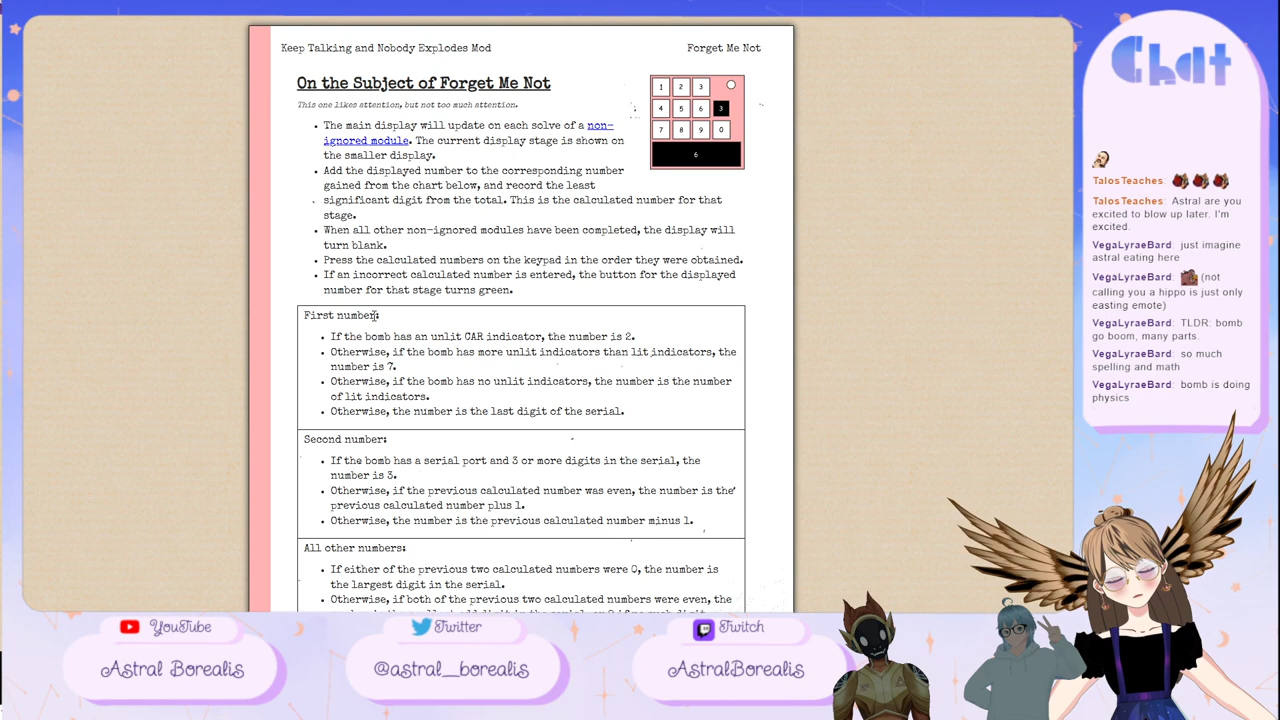 Keep Talking and Nobody Explodes Mod
Forget Me Not
On the Subject of Forget Me Not
This one likes attention, but not too much attention.
• The main display will update on each solve of a non-
ignored module. The current display stage is shown on
the smaller display.
• Add the displayed number to the corresponding number
gained from the chart below, and record the least
significant digit from the total. This is the calculated number for that
stage.
• When all other non-ignored modules have been completed, the display will
turn blank.
• Press the calculated numbers on the keypad in the order they were obtained.
• If an incorrect calculated number is entered, the button for the displayed
number for that stage turns green.
1 2 3
4 5 6 3
7 8 9 0
6
First number:
• If the bomb has an unlit CAR indicator, the number is 2.
• Otherwise, if the bomb has more unlit indicators than lit indicators, the
number is 7.
• Otherwise, if the bomb has no unlit indicators, the number is the number
of lit indicators.
• Otherwise, the number is the last digit of the serial.
Second number:
• If the bomb has a serial port and 3 or more digits in the serial, the
number is 3.
• Otherwise, if the previous calculated number was even, the number is the
previous calculated number plus 1.
• Otherwise, the number is the previous calculated number minus 1.
All other numbers:
• If either of the previous two calculated numbers were 0, the number is
the largest digit in the serial.
• Otherwise, if both of the previous two calculated numbers were even, the
Chat
TalosTeaches:
TalosTeaches: Astral are you
excited to blow up later. I'm
excited.
VegaLyraeBard: just imagine
astral eating here
VegaLyraeBard: (not
calling you a hippo is just only
easting emote)
VegaLyraeBard: TLDR: bomb
go boom, many parts.
VegaLyraeBard: so much
spelling and math
VegaLyraeBard: bomb is doing
physics
YouTube
Astral Borealis
Twitter
@astral_borealis
Twitch
AstralBorealis